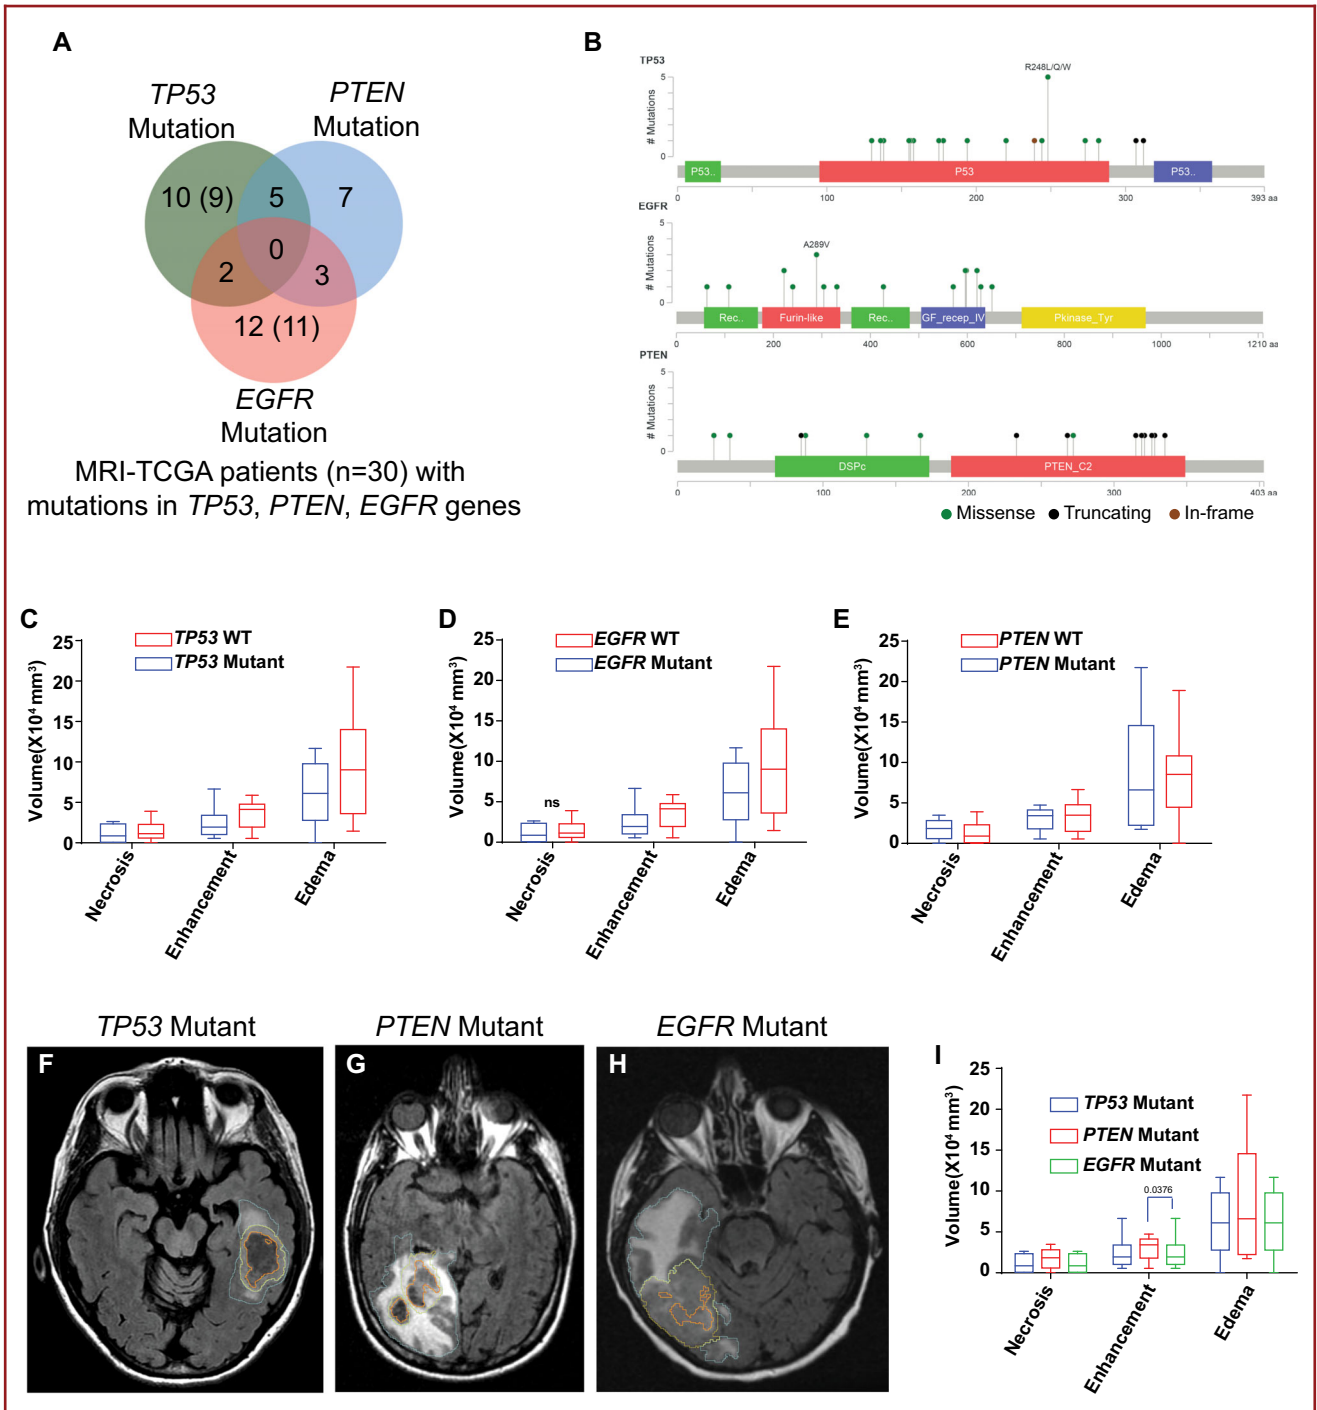 A
TP53
Mutation
PTEN
Mutation
10 (9)
5
7
0
2
3
12 (11)
EGFR
Mutation
MRI-TCGA patients (n=30) with
mutations in TP53, PTEN, EGFR genes
B
TP53
# Mutations
5
0
R248L/Q/W
P53..
P53
P53..
0
100
200
300
393 aa
EGFR
# Mutations
5
0
A289V
Rec..
Furin-like
Rec..
GF_recep_IV
Pkinase_Tyr
0
200
400
600
800
1000
1210 aa
PTEN
# Mutations
5
0
DSPc
PTEN_C2
0
100
200
300
403 aa
Missense
Truncating
In-frame
C
TP53 WT
TP53 Mutant
Volume(X10⁴ mm³)
25
20
15
10
5
0
Necrosis
Enhancement
Edema
D
EGFR WT
EGFR Mutant
Volume(X10⁴ mm³)
25
20
15
10
5
0
ns
Necrosis
Enhancement
Edema
E
PTEN WT
PTEN Mutant
Volume(X10⁴ mm³)
25
20
15
10
5
0
Necrosis
Enhancement
Edema
TP53 Mutant
F
PTEN Mutant
G
EGFR Mutant
H
I
TP53 Mutant
PTEN Mutant
EGFR Mutant
Volume(X10⁴ mm³)
25
20
15
10
5
0
0.0376
Necrosis
Enhancement
Edema